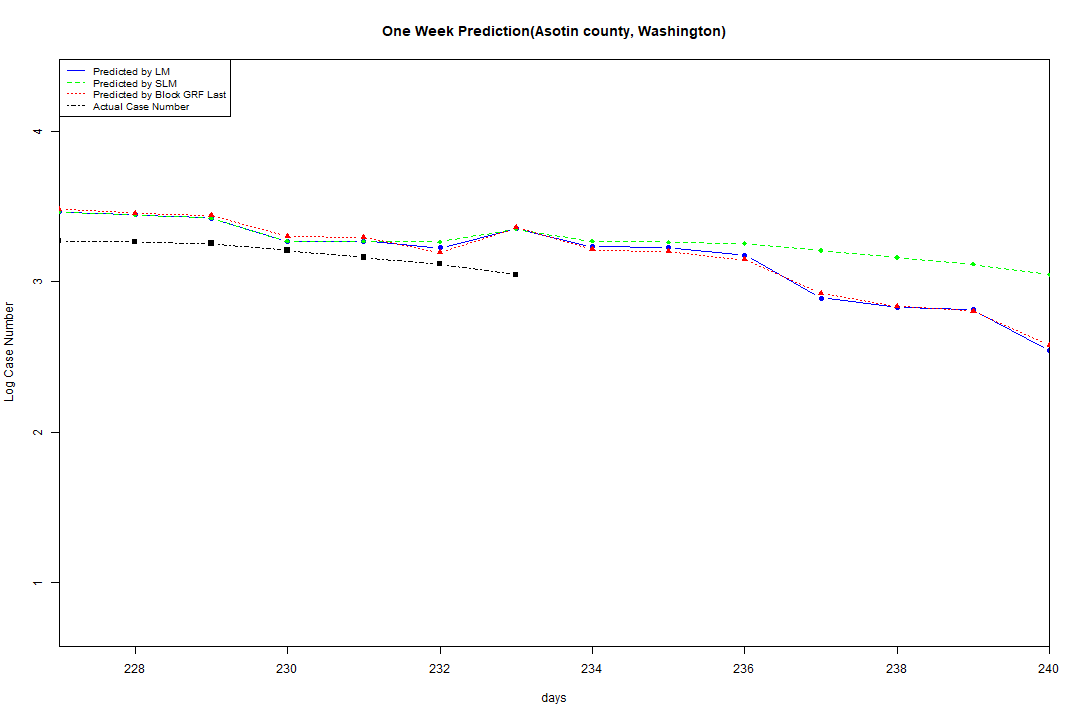 One Week Prediction(Asotin county, Washington)
Predicted by LM
Predicted by SLM
Predicted by Block GRF Last
Actual Case Number
4
3
2
1
Log Case Number
228 230 232 234 236 238 240
days